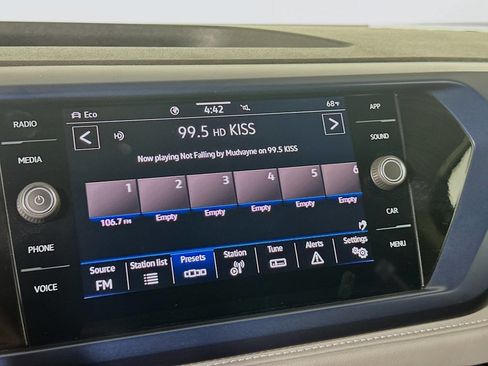 Eco 4:42 68°F
RADIO APP
99.5 HD KISS
SOUND
MEDIA
Now playing Not Falling by Mudvayne on 99.5 KISS
1 2 3 4 5 6
106.7 FM Empty Empty Empty Empty Empty
CAR
PHONE
MENU
VOICE
Source Station list Presets Station Tune Alerts Settings
FM